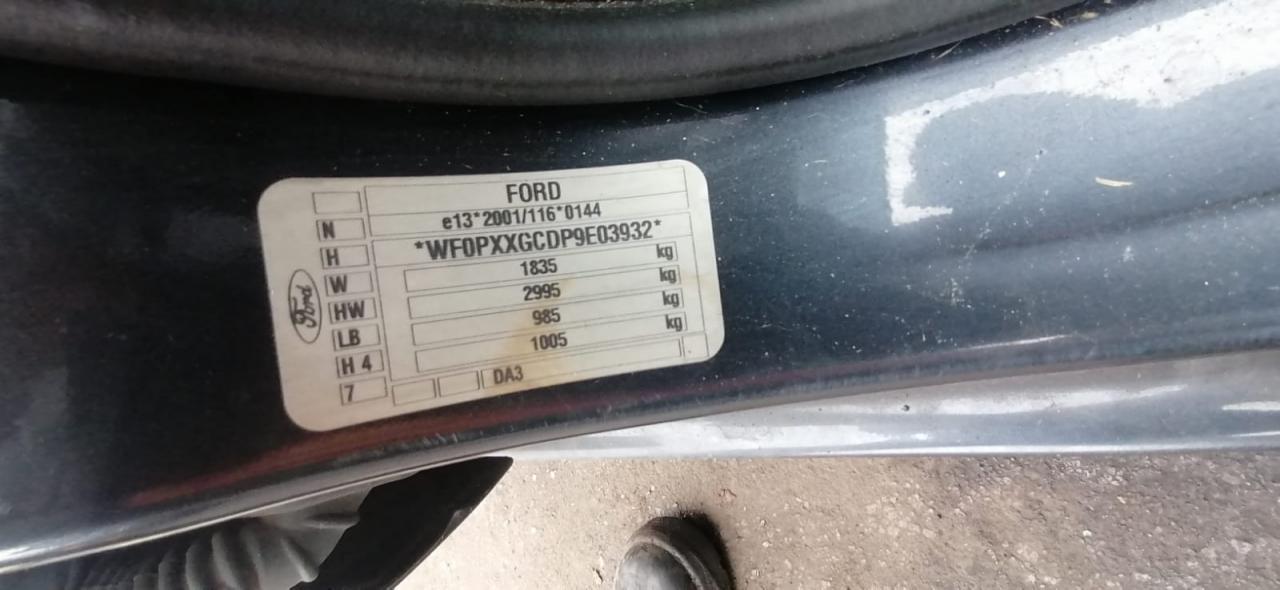 FORD
N e13*2001/116*0144
H *WF0PXXGCDP9E03932*
W 1835 kg
HW 2995 kg
LB 985 kg
H 4 1005 kg
7 DA3
Ford